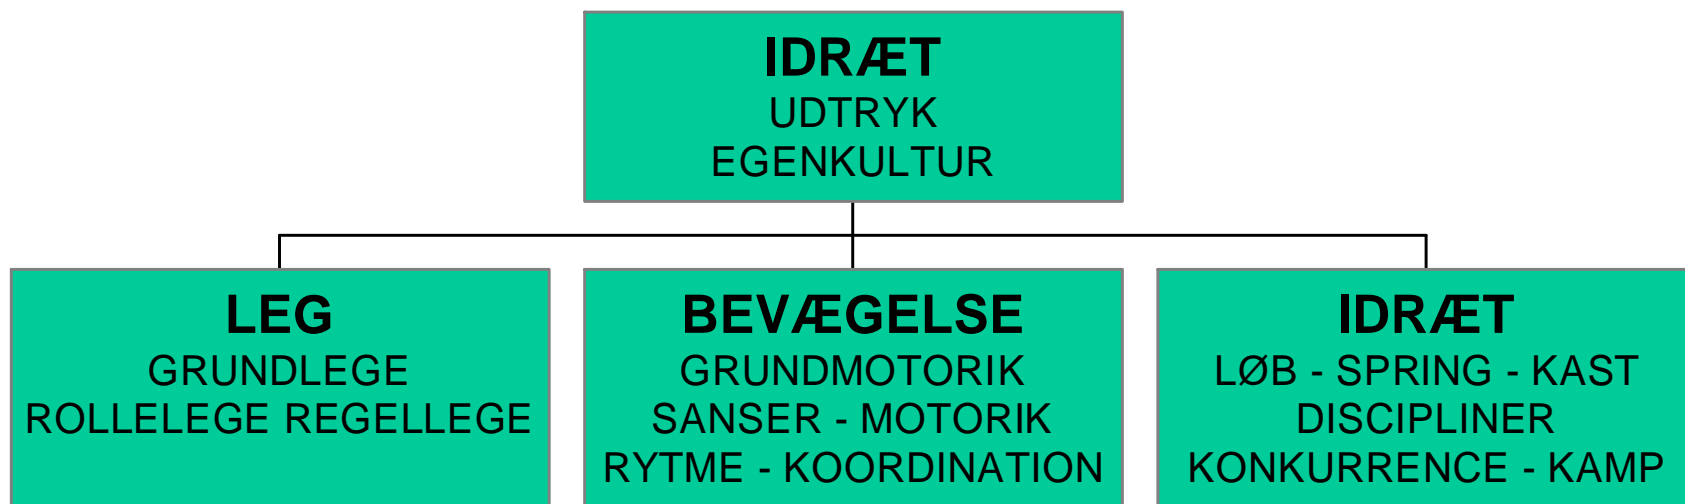 IDRÆT
UDTRYK
EGENKULTUR
LEG
GRUNDLEGE
ROLLELEGE REGELLEGE
BEVÆGELSE
GRUNDMOTORIK
SANSER - MOTORIK
RYTME - KOORDINATION
IDRÆT
LØB - SPRING - KAST
DISCIPLINER
KONKURRENCE - KAMP